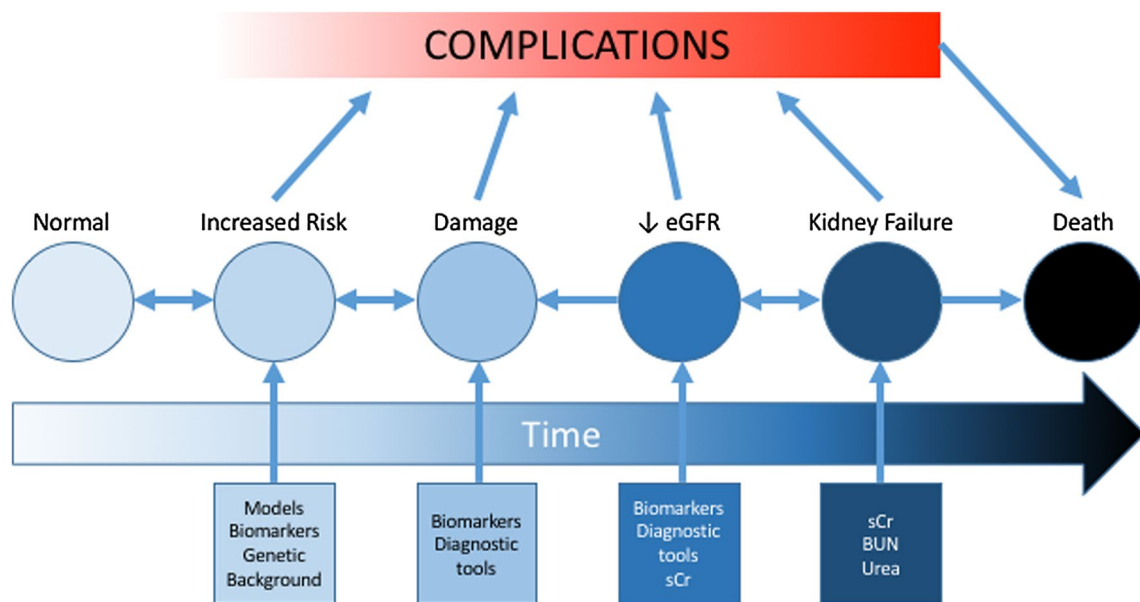 COMPLICATIONS
Normal
Increased Risk
Damage
↓ eGFR
Kidney Failure
Death
Time
Models
Biomarkers
Genetic
Background
Biomarkers
Diagnostic
tools
Biomarkers
Diagnostic
tools
sCr
sCr
BUN
Urea